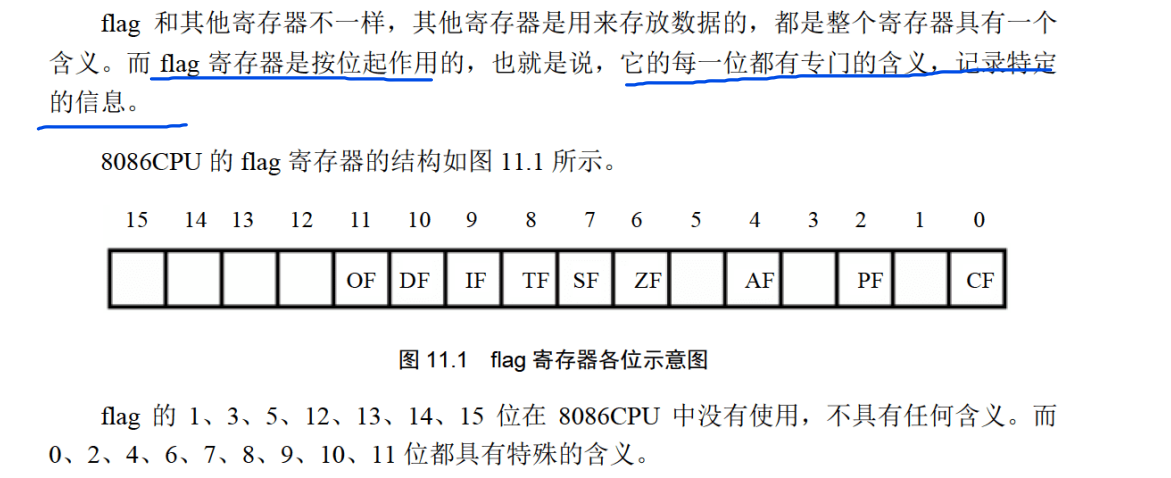 flag 和其他寄存器不一样，其他寄存器是用来存放数据的，都是整个寄存器具有一个
含义。而 flag 寄存器是按位起作用的，也就是说，它的每一位都有专门的含义，记录特定
的信息。
8086CPU 的 flag 寄存器的结构如图 11.1 所示。
15 14 13 12 11 10 9 8 7 6 5 4 3 2 1 0
OF DF IF TF SF ZF AF PF CF
图 11.1 flag 寄存器各位示意图
flag 的 1、3、5、12、13、14、15 位在 8086CPU 中没有使用，不具有任何含义。而
0、2、4、6、7、8、9、10、11 位都具有特殊的含义。